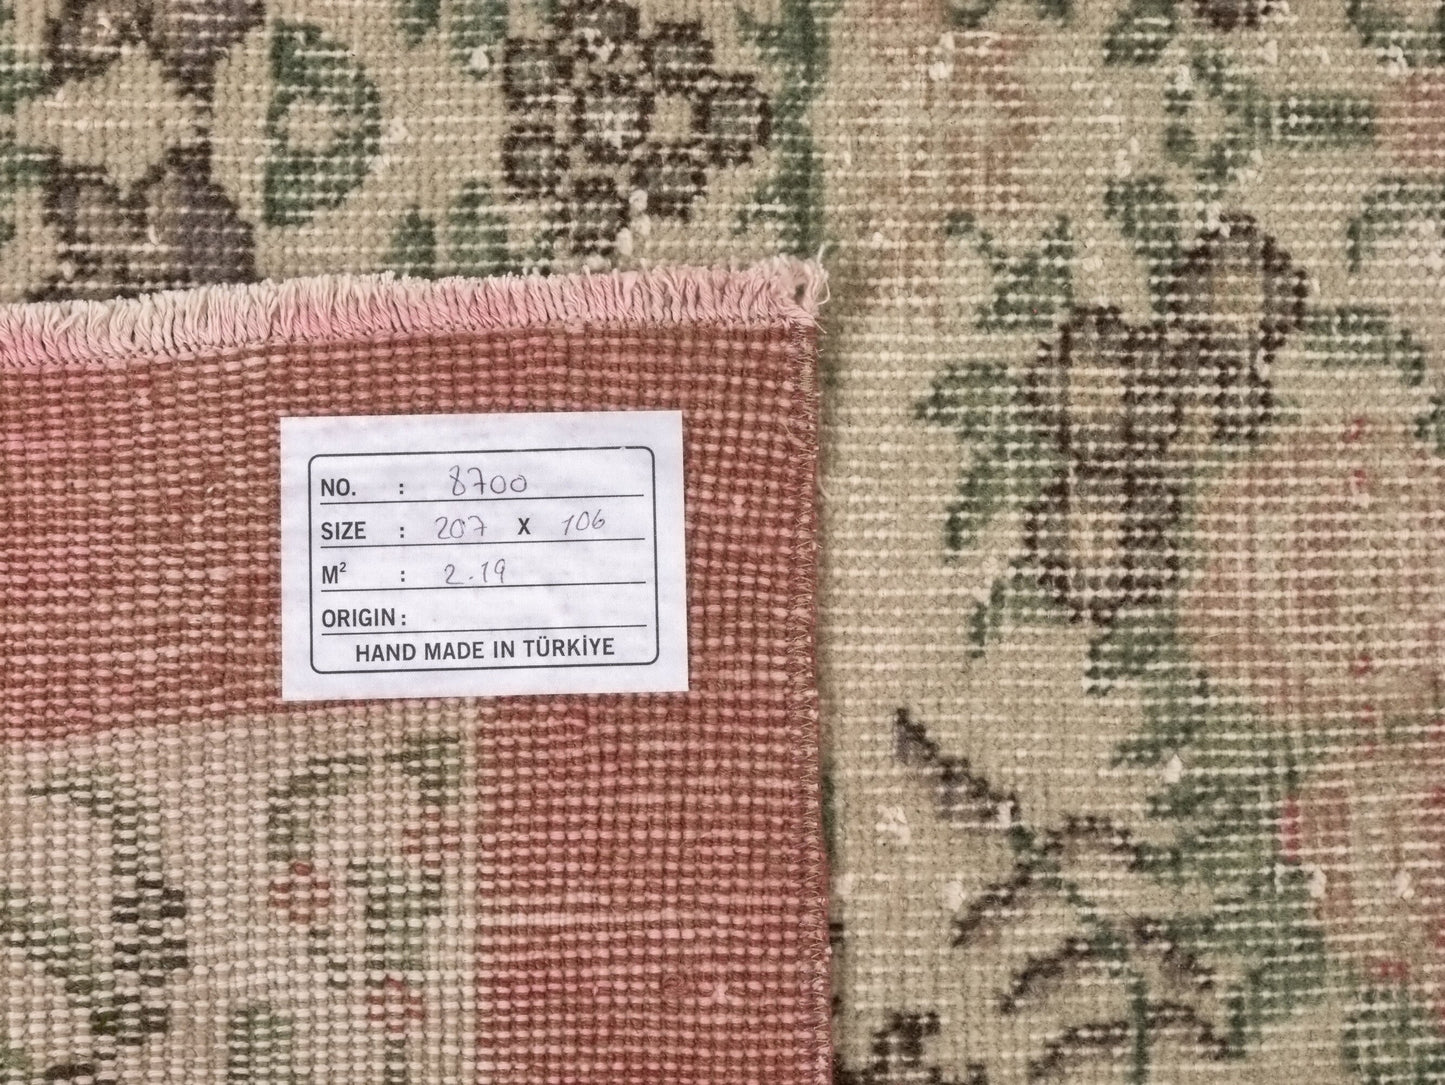 NO. : 8700
SIZE : 207 X 106
M² : 2.19
ORIGIN :
HAND MADE IN TÜRKİYE